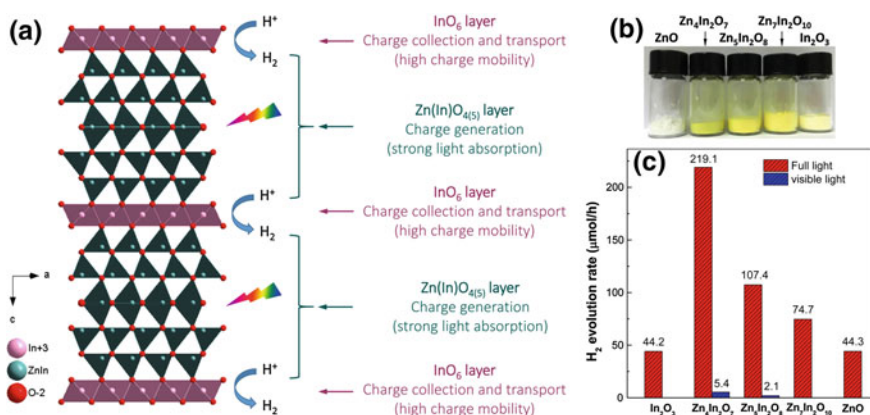 (a)
H⁺
H₂
InO₆ layer
Charge collection and transport
(high charge mobility)
Zn(In)O₄₍₅₎ layer
Charge generation
(strong light absorption)
H⁺
H₂
InO₆ layer
Charge collection and transport
(high charge mobility)
Zn(In)O₄₍₅₎ layer
Charge generation
(strong light absorption)
H⁺
H₂
InO₆ layer
Charge collection and transport
(high charge mobility)
a
c
In+3
ZnIn
O-2
(b)
Zn₄In₂O₇ Zn₇In₂O₁₀
ZnO Zn₅In₂O₈ In₂O₃
(c)
Full light
visible light
H₂ evolution rate (μmol/h)
200
150
100
50
0
44.2
219.1
5.4
107.4
2.1
74.7
44.3
In₂O₃ Zn₄In₂O₇ Zn₅In₂O₈ Zn₇In₂O₁₀ ZnO